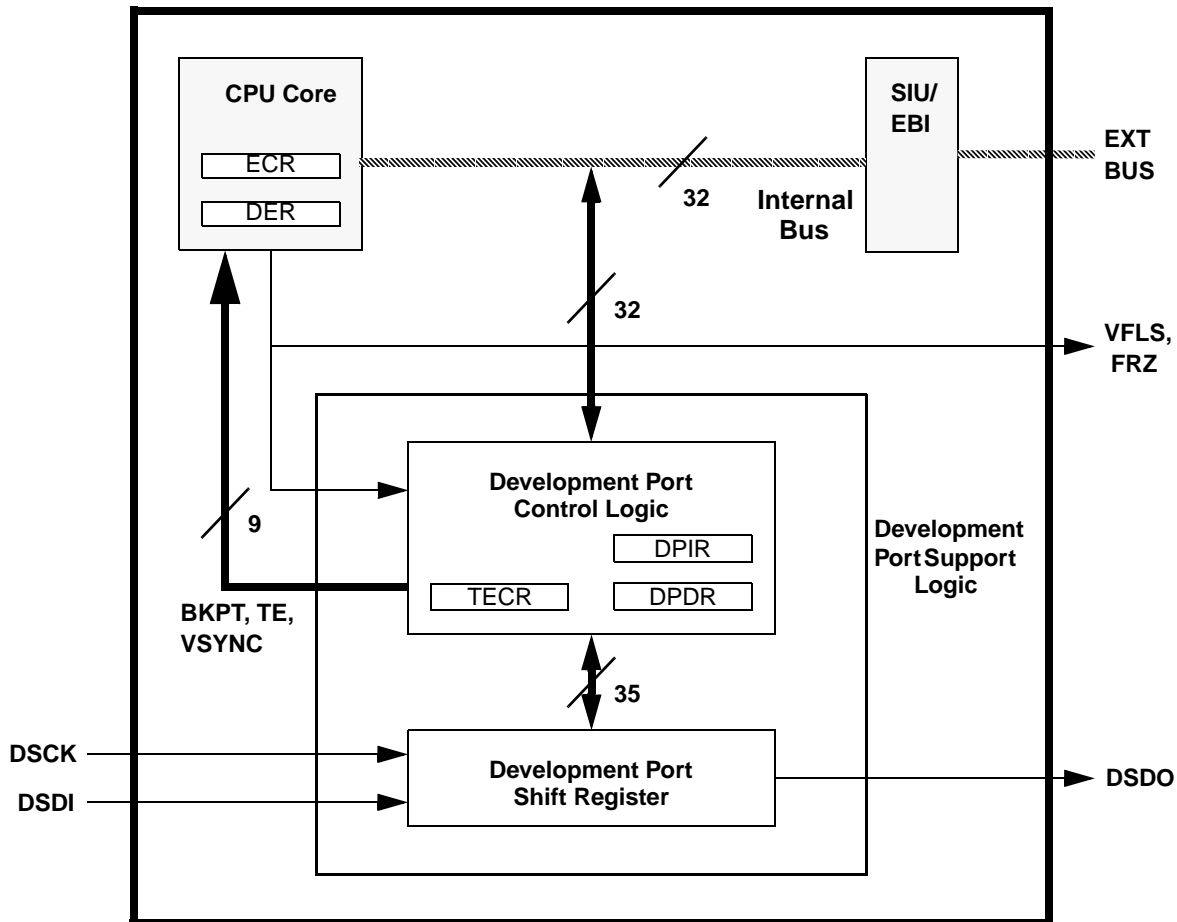 CPU Core
ECR
DER
SIU/
EBI
EXT
BUS
32
Internal
Bus
32
VFLS,
FRZ
Development Port
Control Logic
9
DPIR
TECR
DPDR
Development
Port Support
Logic
BKPT, TE,
VSYNC
35
DSCK
DSDI
Development Port
Shift Register
DSDO